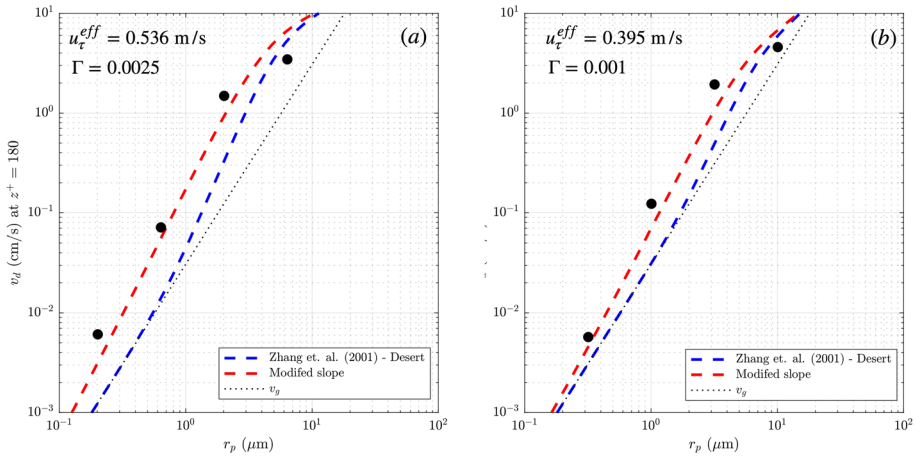 u_τ^eff = 0.536 m/s
(a)
Γ = 0.0025
v_d (cm/s) at z^+ = 180
10^1
10^0
10^-1
10^-2
10^-3
Zhang et. al. (2001) - Desert
Modifed slope
v_g
10^-1 10^0 10^1 10^2
r_p (μm)
u_τ^eff = 0.395 m/s
(b)
Γ = 0.001
10^1
10^0
10^-1
10^-2
10^-3
Zhang et. al. (2001) - Desert
Modifed slope
v_g
10^-1 10^0 10^1 10^2
r_p (μm)